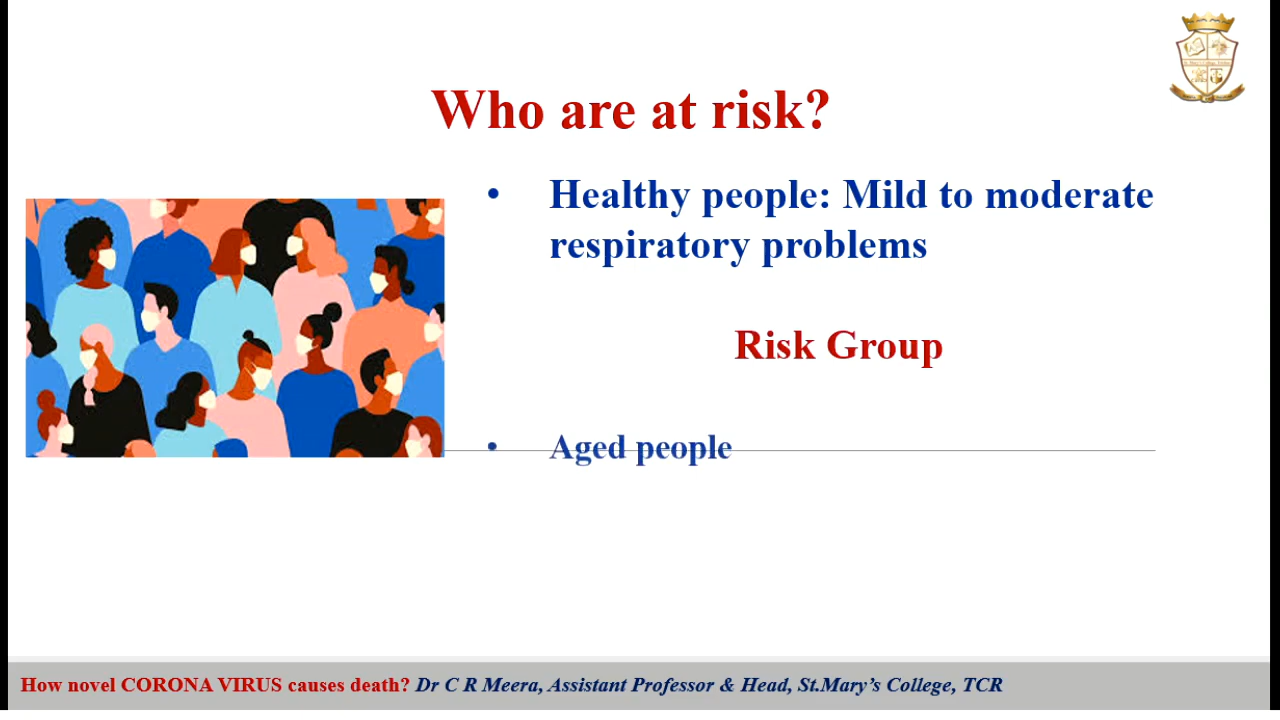 Who are at risk?
• Healthy people: Mild to moderate
respiratory problems
Risk Group
• Aged people
How novel CORONA VIRUS causes death? Dr C R Meera, Assistant Professor & Head, St.Mary’s College, TCR